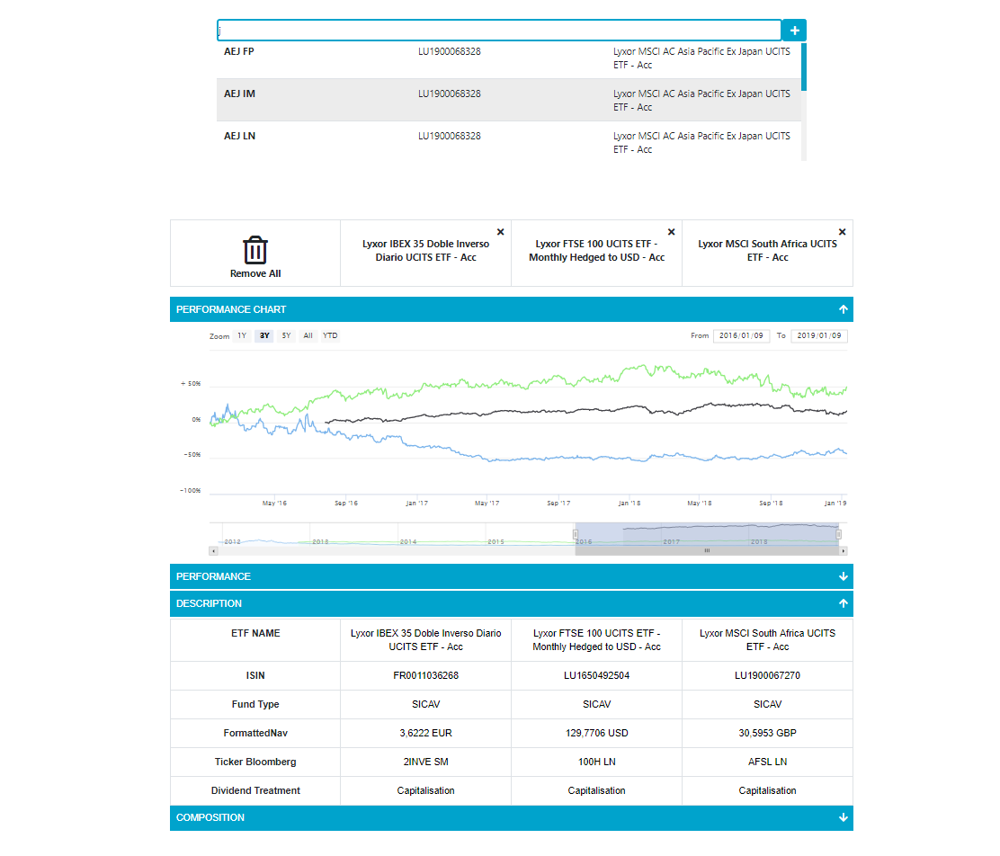 j
+
AEJ FP LU1900068328 Lyxor MSCI AC Asia Pacific Ex Japan UCITS
ETF - Acc
AEJ IM LU1900068328 Lyxor MSCI AC Asia Pacific Ex Japan UCITS
ETF - Acc
AEJ LN LU1900068328 Lyxor MSCI AC Asia Pacific Ex Japan UCITS
ETF - Acc
Remove All
Lyxor IBEX 35 Doble Inverso
Diario UCITS ETF - Acc
Lyxor FTSE 100 UCITS ETF -
Monthly Hedged to USD - Acc
Lyxor MSCI South Africa UCITS
ETF - Acc
PERFORMANCE CHART
Zoom 1Y 3Y 5Y All YTD From 2016/01/09 To 2019/01/09
+ 50%
0%
-50%
-100%
May '16 Sep '16 Jan '17 May '17 Sep '17 Jan '18 May '18 Sep '18 Jan '19
2012 2013 2014 2015 2016 2017 2018
PERFORMANCE
DESCRIPTION
ETF NAME
Lyxor IBEX 35 Doble Inverso Diario
UCITS ETF - Acc
Lyxor FTSE 100 UCITS ETF -
Monthly Hedged to USD - Acc
Lyxor MSCI South Africa UCITS
ETF - Acc
ISIN FR0011036268 LU1650492504 LU1900067270
Fund Type SICAV SICAV SICAV
FormattedNav 3,6222 EUR 129,7706 USD 30,5953 GBP
Ticker Bloomberg 2INVE SM 100H LN AFSL LN
Dividend Treatment Capitalisation Capitalisation Capitalisation
COMPOSITION